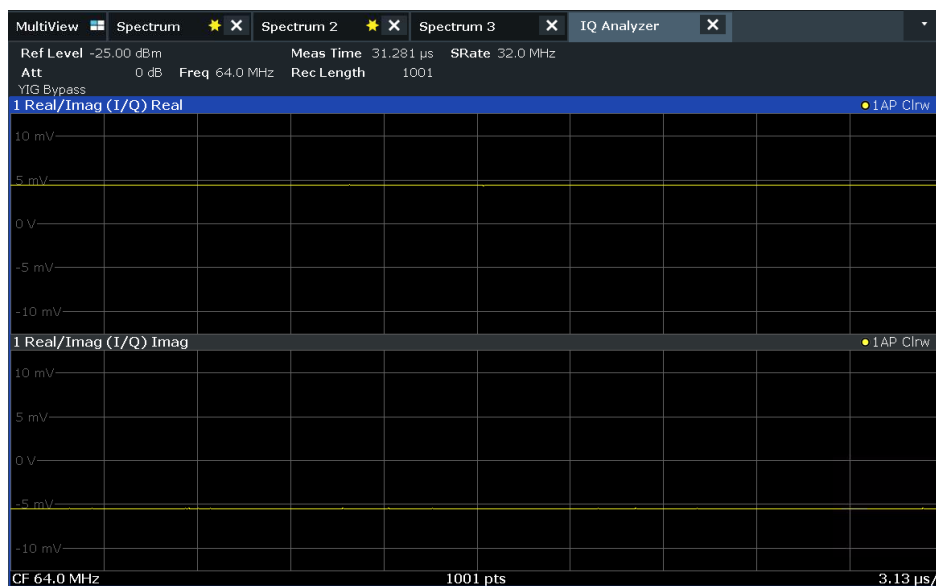 MultiView Spectrum Spectrum 2 Spectrum 3 IQ Analyzer
Ref Level -25.00 dBm Meas Time 31.281 µs SRate 32.0 MHz
Att 0 dB Freq 64.0 MHz Rec Length 1001
YIG Bypass
1 Real/Imag (I/Q) Real 1AP Clrw
10 mV
5 mV
0 V
-5 mV
-10 mV
1 Real/Imag (I/Q) Imag 1AP Clrw
10 mV
5 mV
0 V
-5 mV
-10 mV
CF 64.0 MHz 1001 pts 3.13 µs/